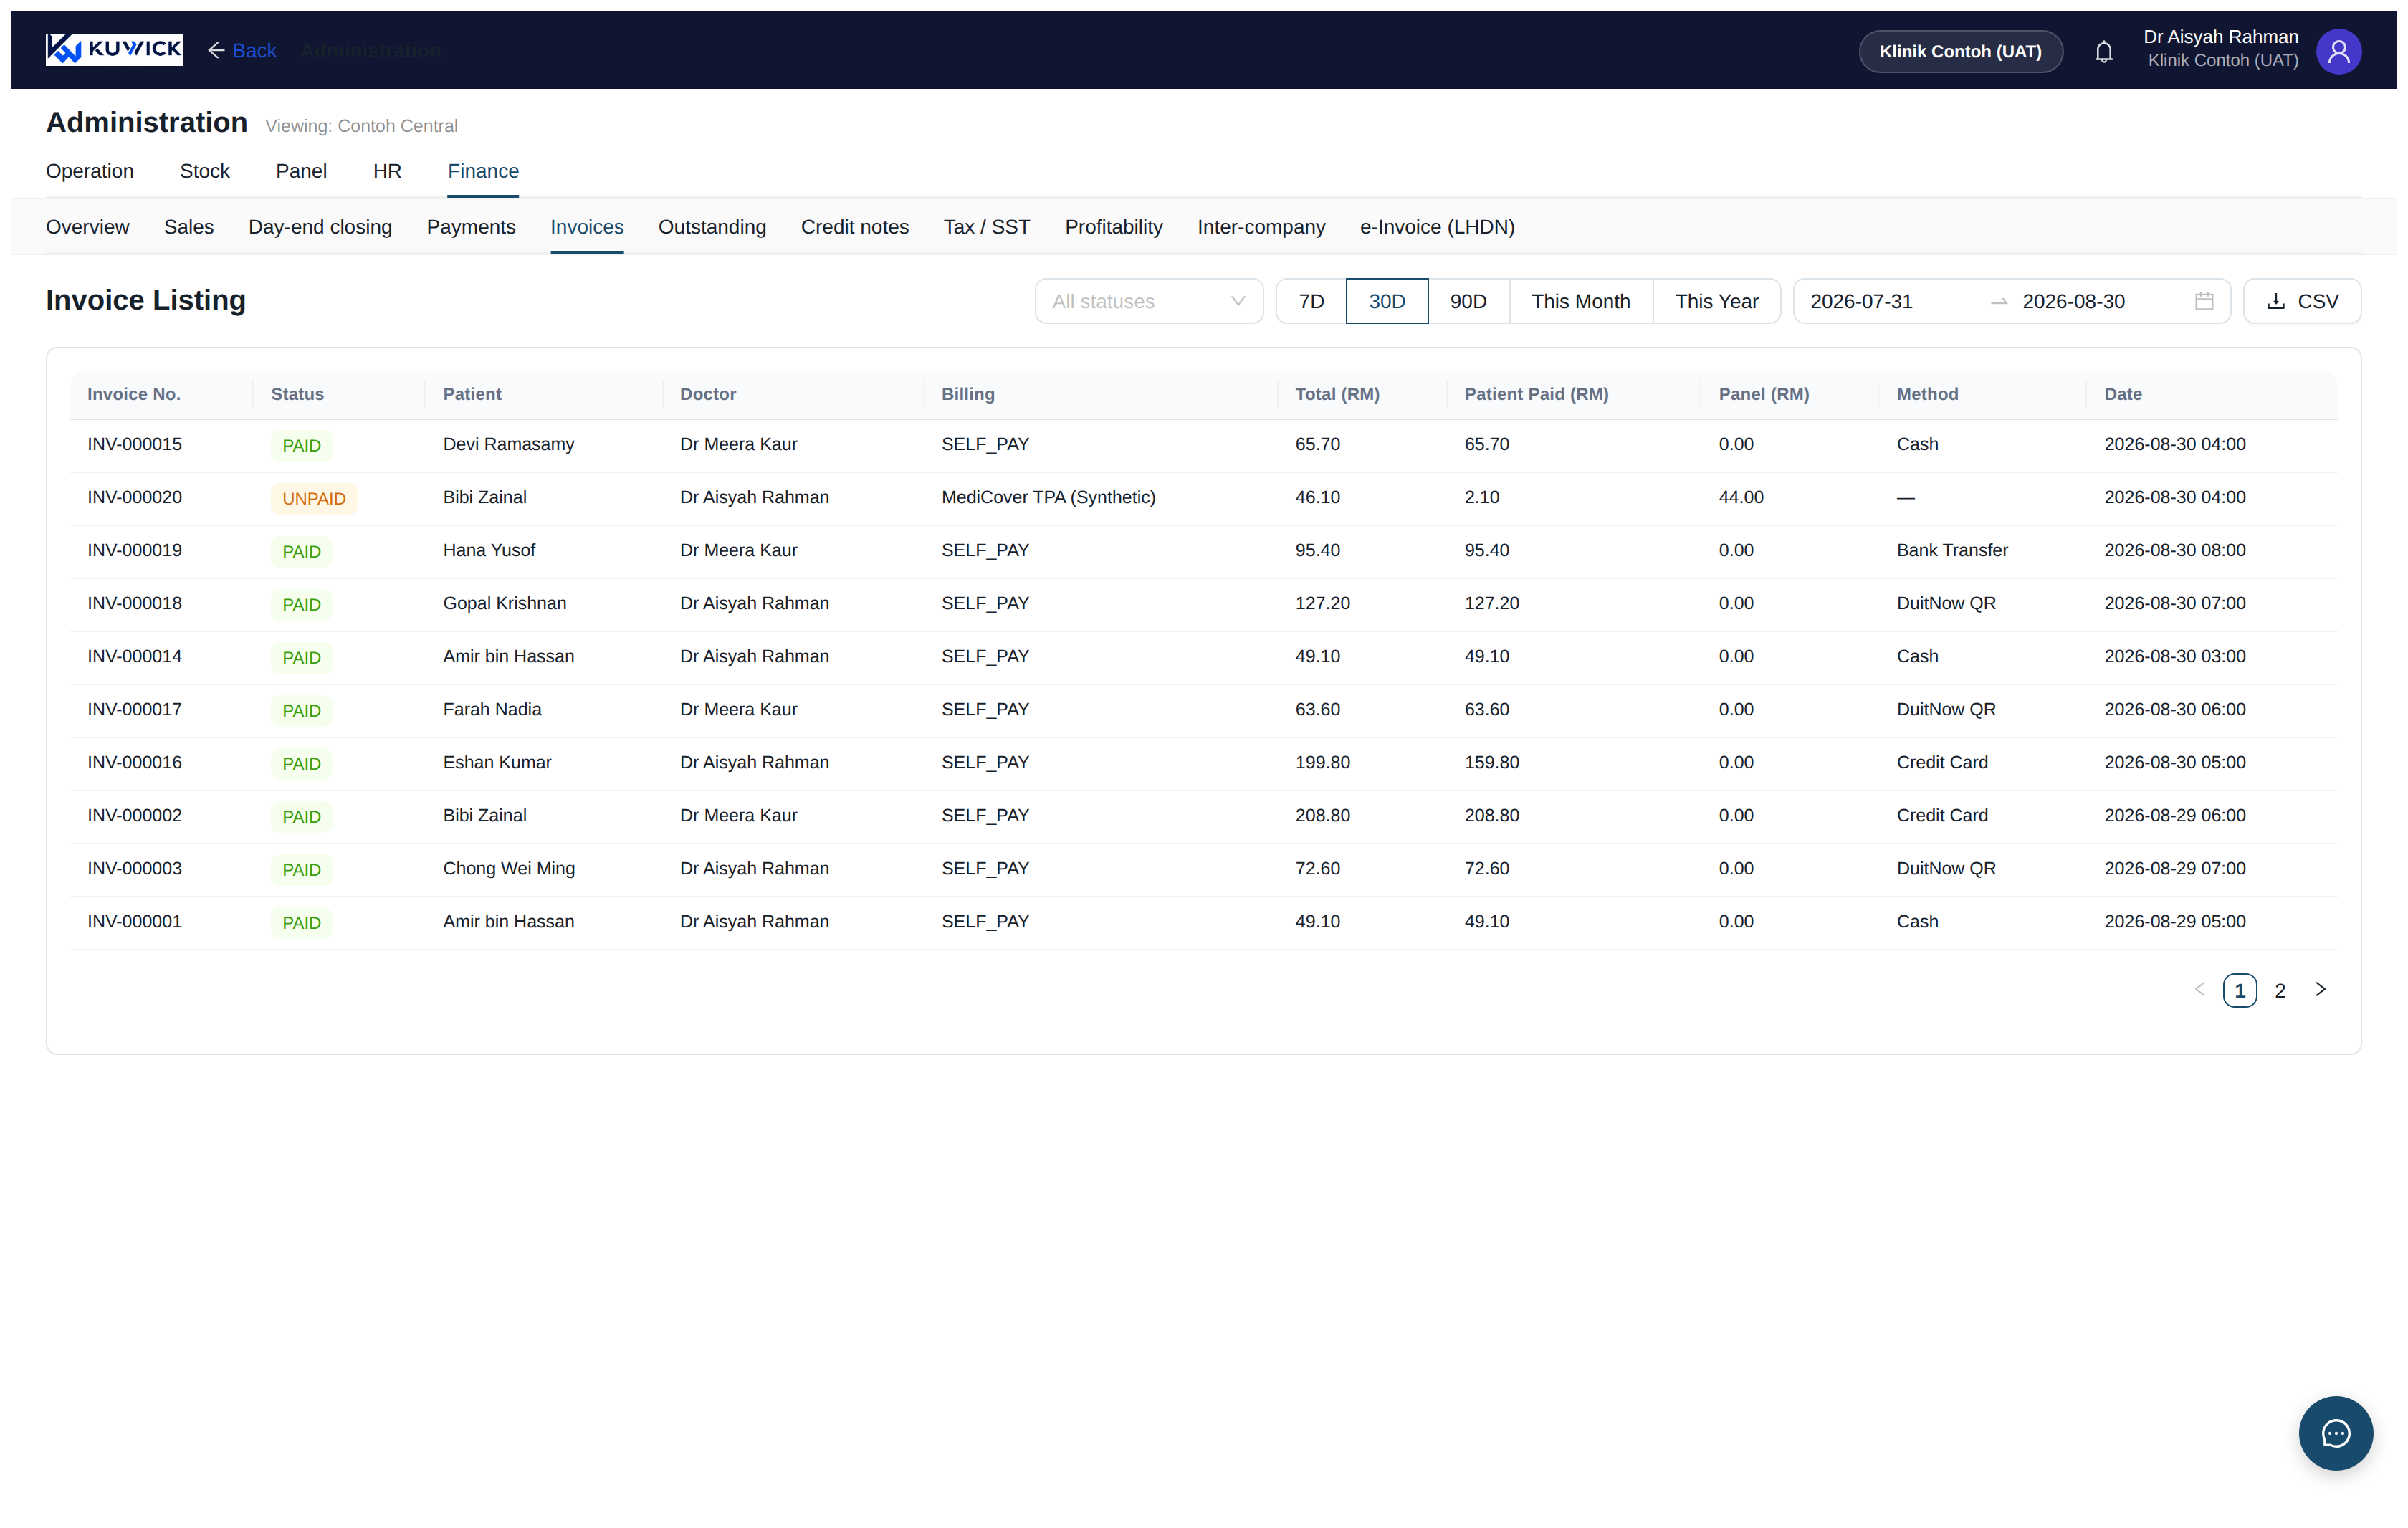 KUWICK
Back Administration
Klinik Contoh (UAT)
Dr Aisyah Rahman
Klinik Contoh (UAT)
Administration Viewing: Contoh Central
Operation Stock Panel HR Finance
Overview Sales Day-end closing Payments Invoices Outstanding Credit notes Tax / SST Profitability Inter-company e-Invoice (LHDN)
Invoice Listing All statuses 7D 30D 90D This Month This Year 2026-07-31 2026-08-30 CSV
Invoice No. Status Patient Doctor Billing Total (RM) Patient Paid (RM) Panel (RM) Method Date
INV-000015 PAID Devi Ramasamy Dr Meera Kaur SELF_PAY 65.70 65.70 0.00 Cash 2026-08-30 04:00
INV-000020 UNPAID Bibi Zainal Dr Aisyah Rahman MediCover TPA (Synthetic) 46.10 2.10 44.00 — 2026-08-30 04:00
INV-000019 PAID Hana Yusof Dr Meera Kaur SELF_PAY 95.40 95.40 0.00 Bank Transfer 2026-08-30 08:00
INV-000018 PAID Gopal Krishnan Dr Aisyah Rahman SELF_PAY 127.20 127.20 0.00 DuitNow QR 2026-08-30 07:00
INV-000014 PAID Amir bin Hassan Dr Aisyah Rahman SELF_PAY 49.10 49.10 0.00 Cash 2026-08-30 03:00
INV-000017 PAID Farah Nadia Dr Meera Kaur SELF_PAY 63.60 63.60 0.00 DuitNow QR 2026-08-30 06:00
INV-000016 PAID Eshan Kumar Dr Aisyah Rahman SELF_PAY 199.80 159.80 0.00 Credit Card 2026-08-30 05:00
INV-000002 PAID Bibi Zainal Dr Meera Kaur SELF_PAY 208.80 208.80 0.00 Credit Card 2026-08-29 06:00
INV-000003 PAID Chong Wei Ming Dr Aisyah Rahman SELF_PAY 72.60 72.60 0.00 DuitNow QR 2026-08-29 07:00
INV-000001 PAID Amir bin Hassan Dr Aisyah Rahman SELF_PAY 49.10 49.10 0.00 Cash 2026-08-29 05:00
1 2